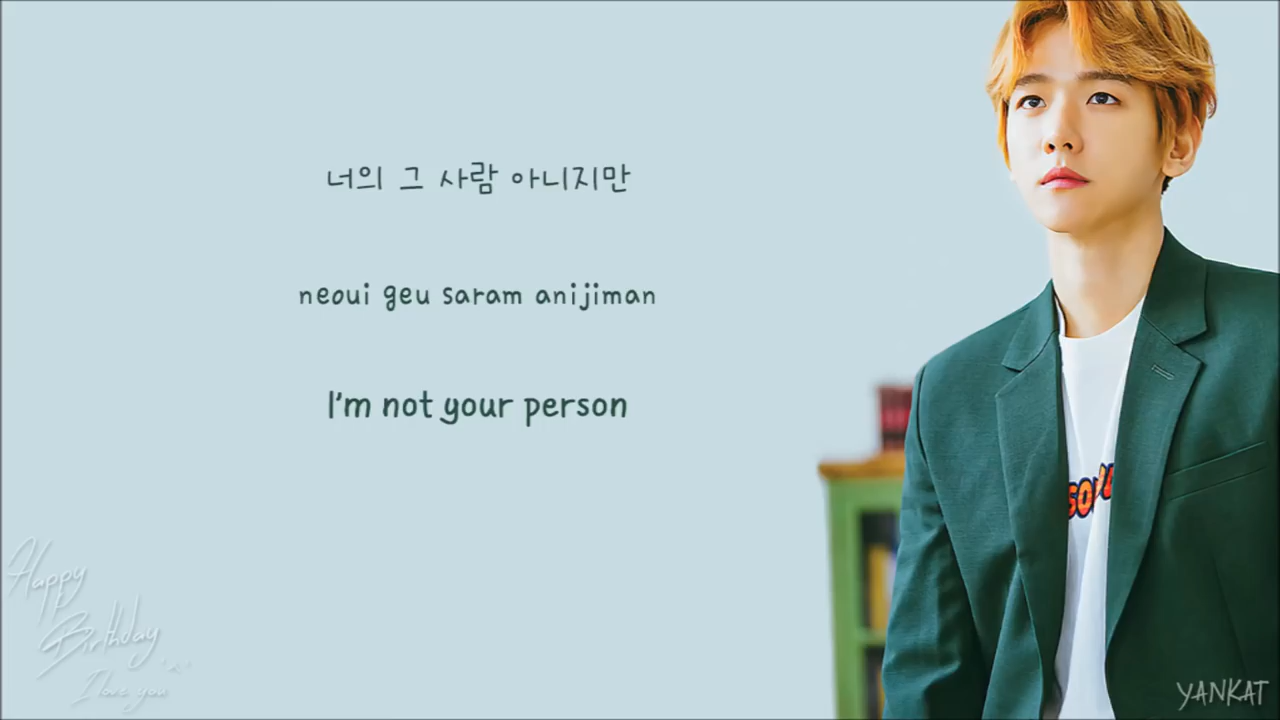 너의 그 사람 아니지만
neoui geu saram anijiman
I'm not your person
Happy
Birthday
I love you
YANKAT